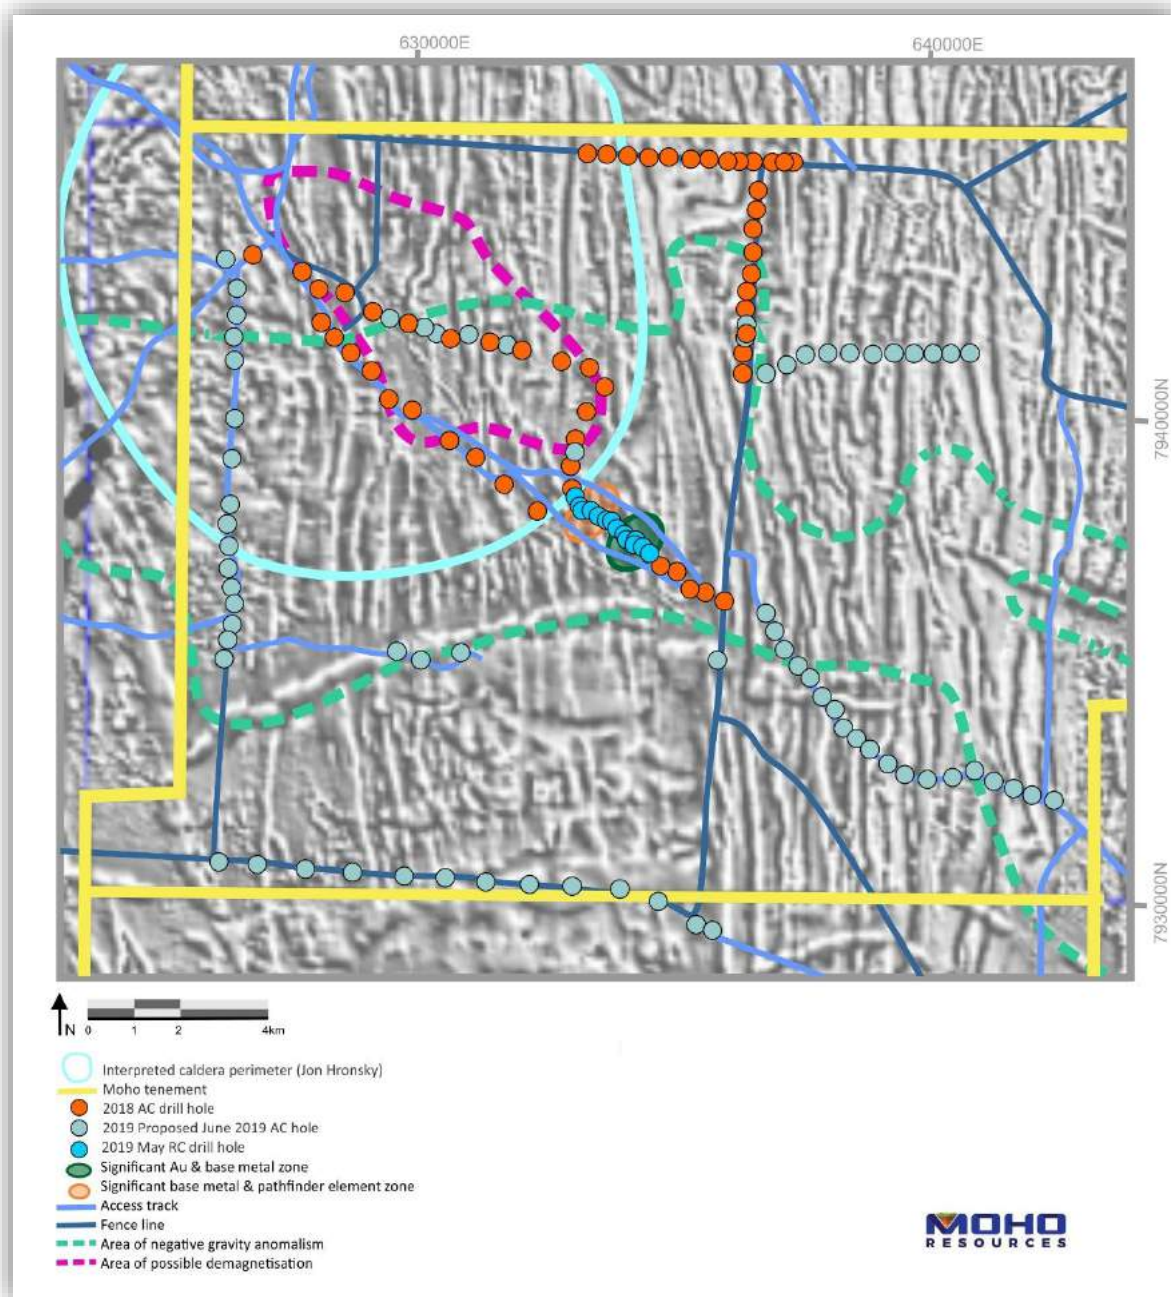 630000E 640000E
7940000N
7930000N
N 0 1 2 4km
Interpreted caldera perimeter (Jon Hronsky)
Moho tenement
2018 AC drill hole
2019 Proposed June 2019 AC hole
2019 May RC drill hole
Significant Au & base metal zone
Significant base metal & pathfinder element zone
Access track
Fence line
Area of negative gravity anomalism
Area of possible demagnetisation
MOHO
RESOURCES